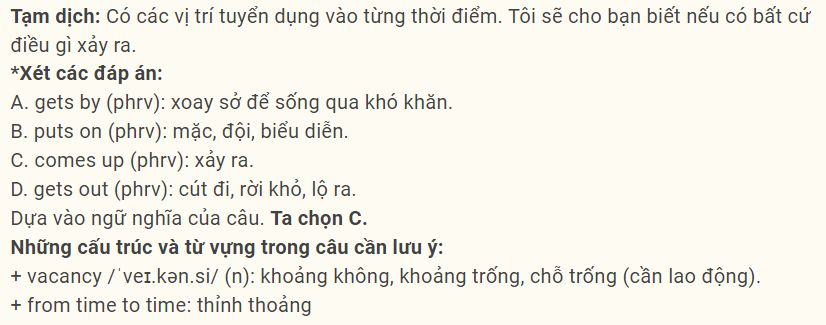 Tạm dịch: Có các vị trí tuyển dụng vào từng thời điểm. Tôi sẽ cho bạn biết nếu có bất cứ
điều gì xảy ra.
*Xét các đáp án:
A. gets by (phrv): xoay sở để sống qua khó khăn.
B. puts on (phrv): mặc, đội, biểu diễn.
C. comes up (phrv): xảy ra.
D. gets out (phrv): cút đi, rời khỏ, lộ ra.
Dựa vào ngữ nghĩa của câu. Ta chọn C.
Những cấu trúc và từ vựng trong câu cần lưu ý:
+ vacancy /ˈveɪ.kən.si/ (n): khoảng không, khoảng trống, chỗ trống (cần lao động).
+ from time to time: thỉnh thoảng